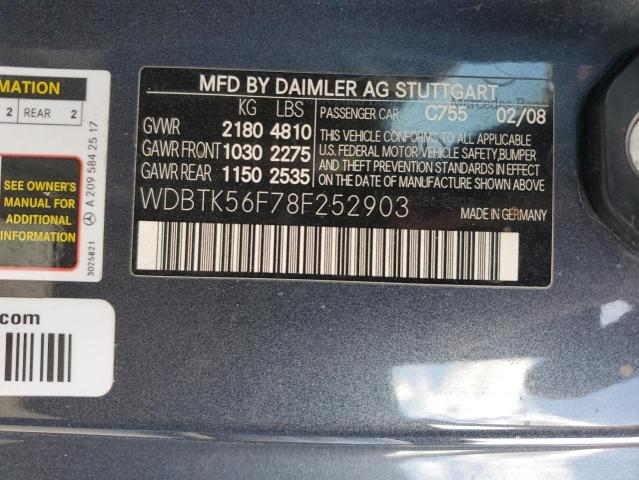 MATION
2 REAR 2
SEE OWNER'S
MANUAL FOR
ADDITIONAL
INFORMATION
A 209 584 25 17
3025821
.com
MFD BY DAIMLER AG STUTTGART
KG LBS
GVWR 2180 4810
GAWR FRONT 1030 2275
GAWR REAR 1150 2535
PASSENGER CAR C755 02/08
Mercedes-Benz
THIS VEHICLE CONFORMS TO ALL APPLICABLE
U.S. FEDERAL MOTOR VEHICLE SAFETY, BUMPER
AND THEFT PREVENTION STANDARDS IN EFFECT
ON THE DATE OF MANUFACTURE SHOWN ABOVE.
WDBTK56F78F252903
MADE IN GERMANY